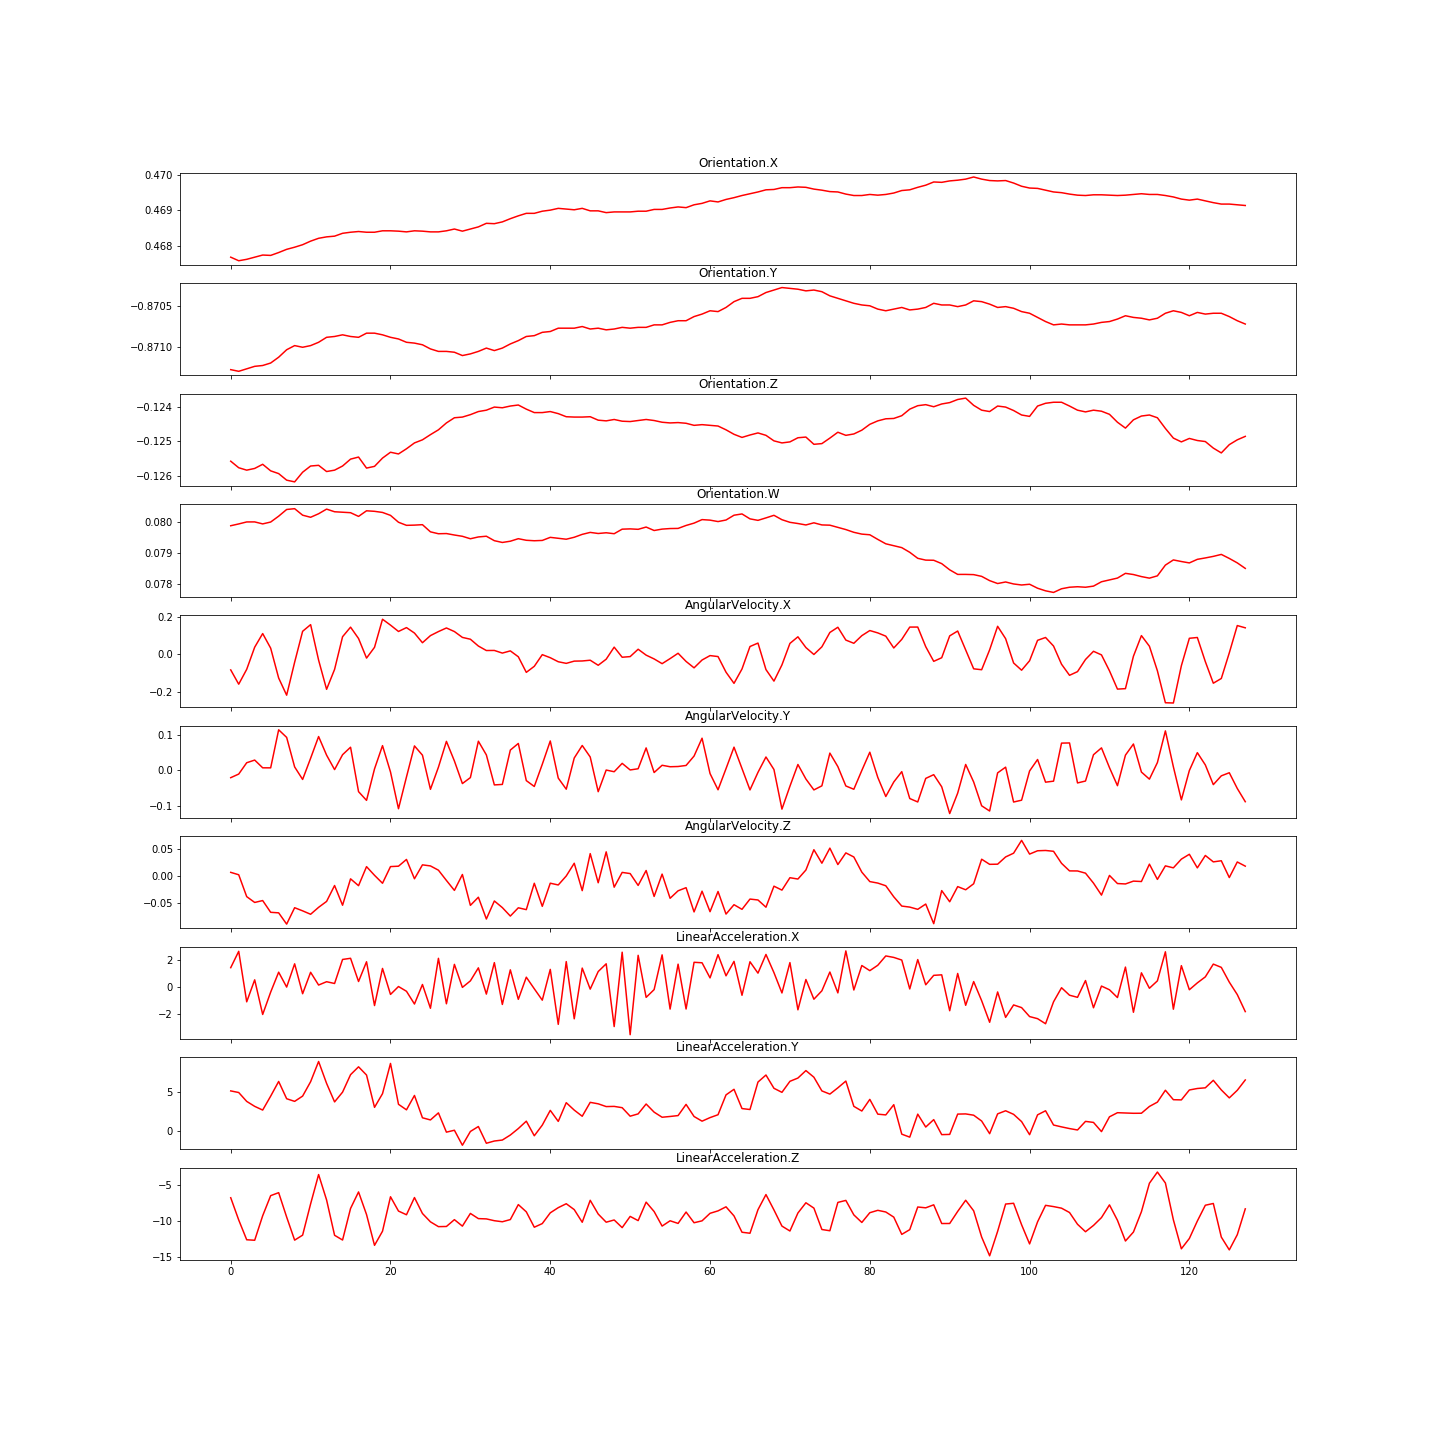 Orientation.X
0.470
0.469
0.468
Orientation.Y
−0.8705
−0.8710
Orientation.Z
−0.124
−0.125
−0.126
Orientation.W
0.080
0.079
0.078
AngularVelocity.X
0.2
0.0
−0.2
AngularVelocity.Y
0.1
0.0
−0.1
AngularVelocity.Z
0.05
0.00
−0.05
LinearAcceleration.X
2
0
−2
LinearAcceleration.Y
5
0
LinearAcceleration.Z
−5
−10
−15
0 20 40 60 80 100 120